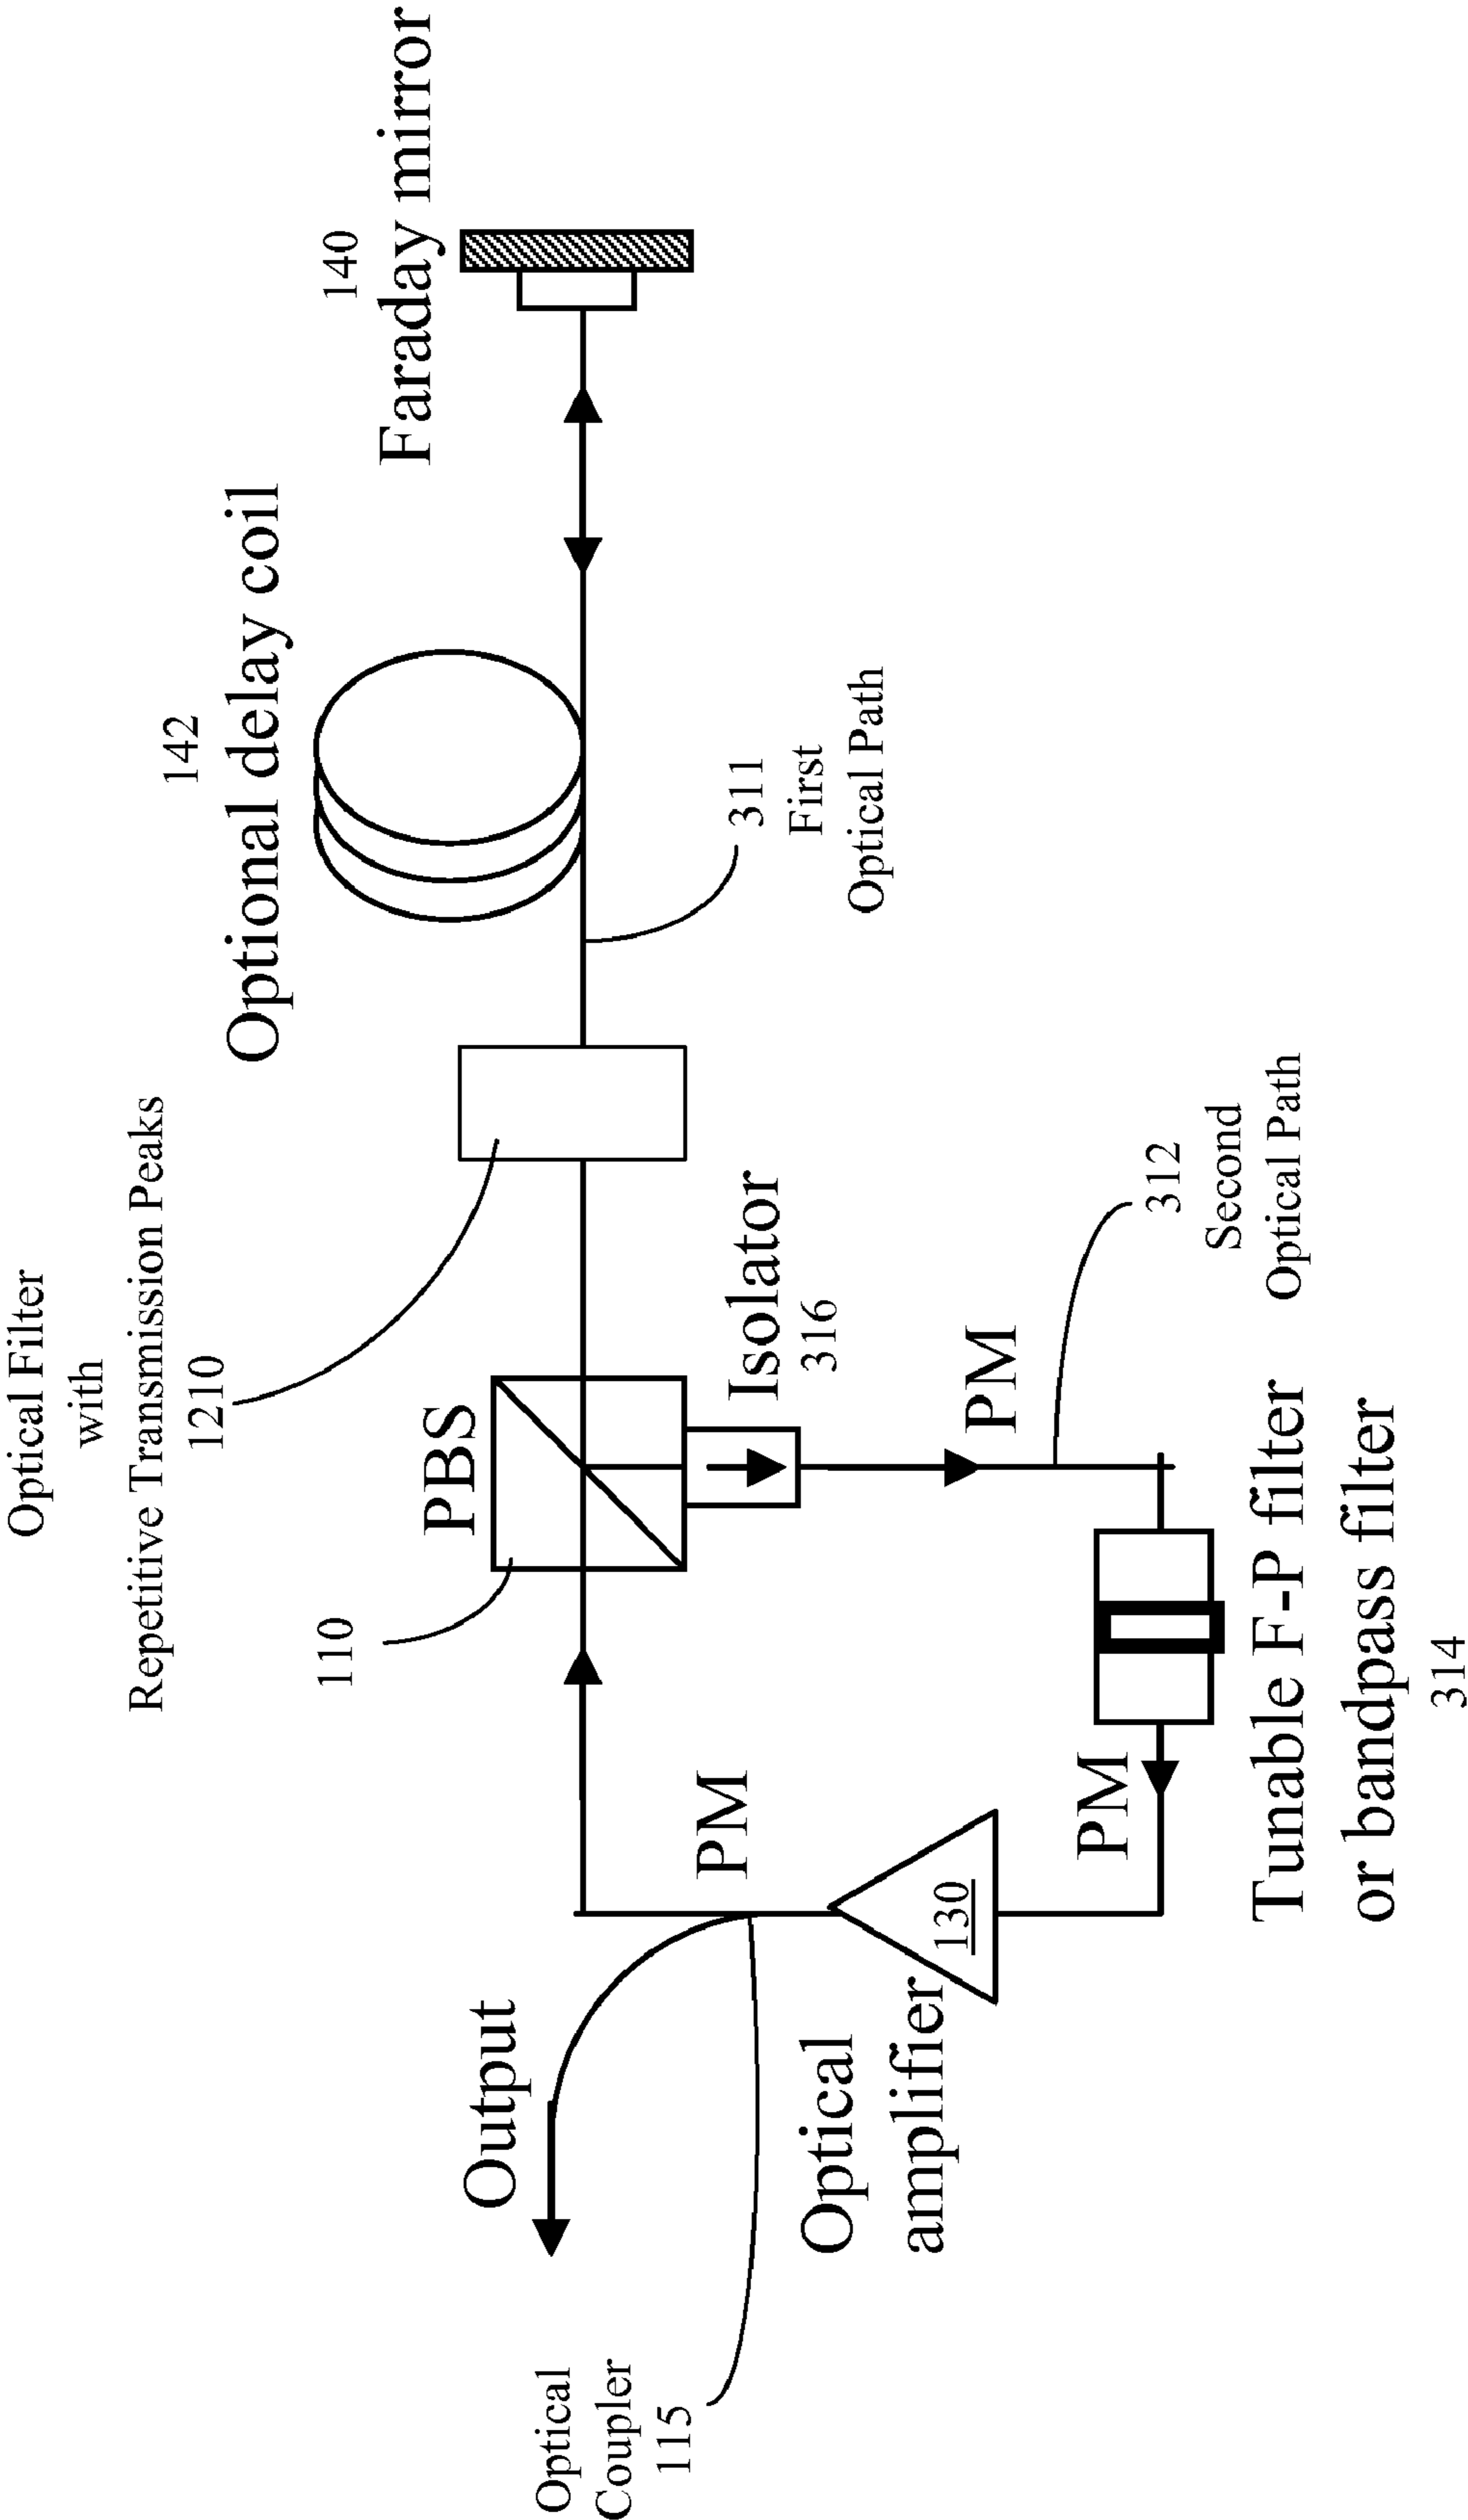 Optical Filter
with
Repetitive Transmission Peaks
1210
142
Optional delay coil
140
Faraday mirror
110
PBS
Output
Optical
Coupler
115
PM
Isolator
316
311
First
Optical Path
Optical
amplifier
130
PM
PM
312
Second
Optical Path
Tunable F-P filter
or bandpass filter
314